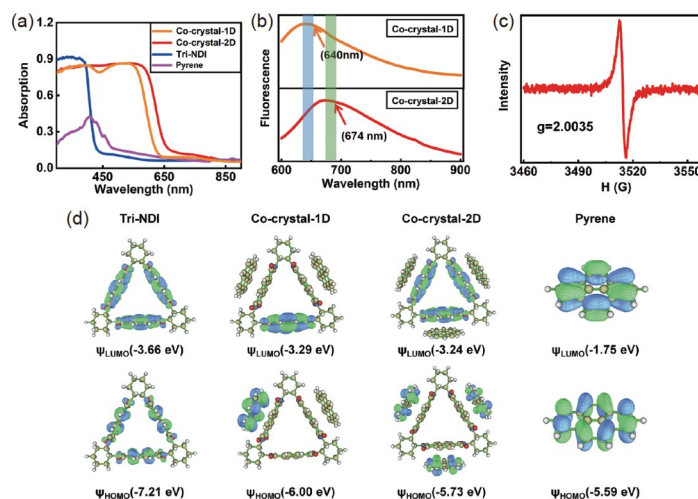 (a)
Absorption
1.2
0.9
0.6
0.3
0.0
Co-crystal-1D
Co-crystal-2D
Tri-NDI
Pyrene
450
600
750
Wavelength (nm)
(b)
Fluorescence
Co-crystal-1D
(640nm)
Co-crystal-2D
(674 nm)
600
700
800
900
Wavelength (nm)
(c)
Intensity
g=2.0035
3460
3490
3520
3550
H (G)
(d)
Tri-NDI
Co-crystal-1D
Co-crystal-2D
Pyrene
ΨLUMO(-3.66 eV)
ΨLUMO(-3.29 eV)
ΨLUMO(-3.24 eV)
ΨLUMO(-1.75 eV)
ΨHOMO(-7.21 eV)
ΨHOMO(-6.00 eV)
ΨHOMO(-5.73 eV)
ΨHOMO(-5.59 eV)